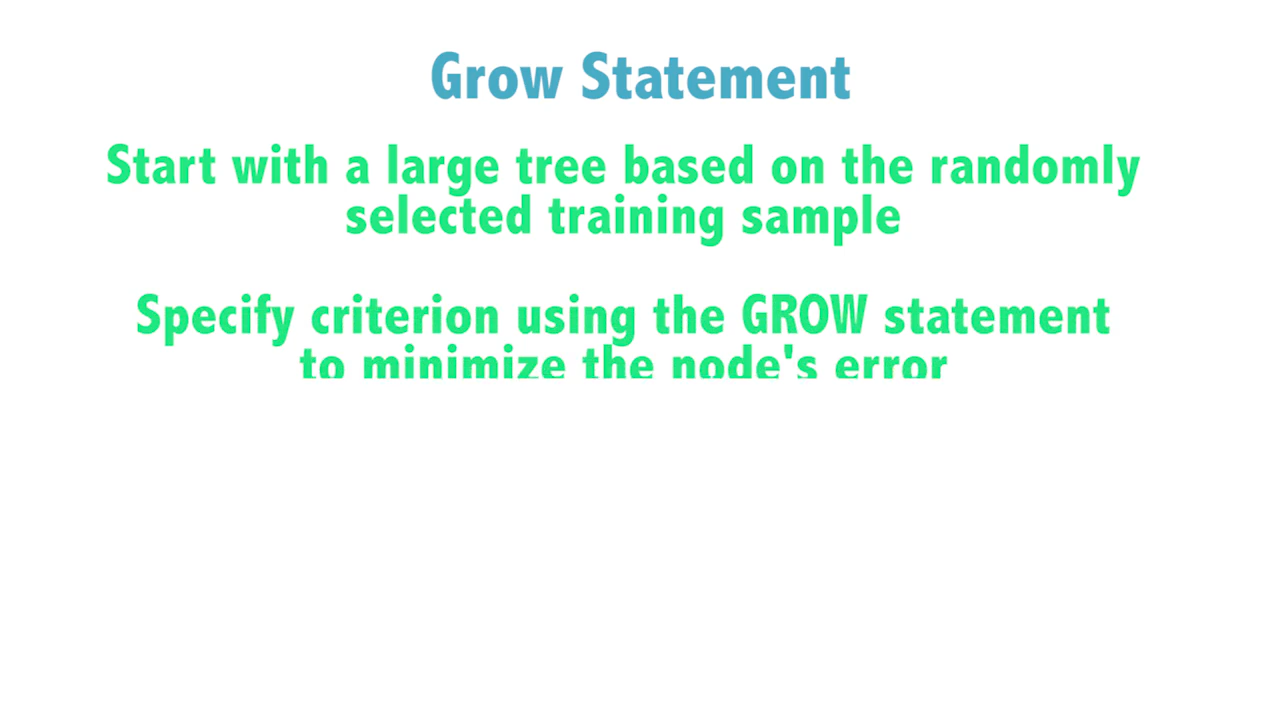 Grow Statement
Start with a large tree based on the randomly
selected training sample
Specify criterion using the GROW statement
to minimize the node's error